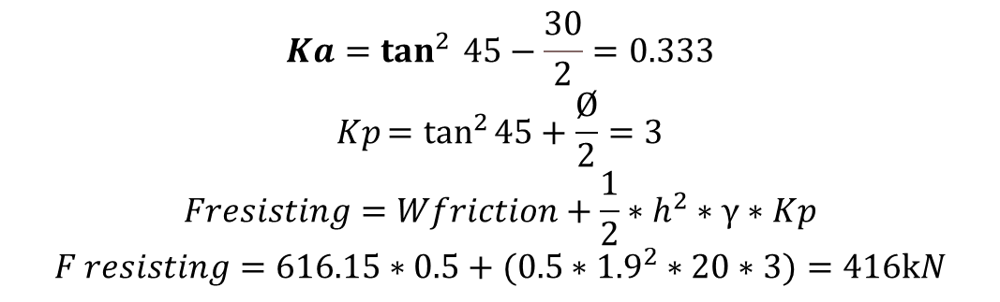 Ka = tan² 45 − 30/2 = 0.333
Kp = tan² 45 + Ø/2 = 3
Fresisting = Wfriction + 1/2 * h² * γ * Kp
F resisting = 616.15 * 0.5 + (0.5 * 1.9² * 20 * 3) = 416kN